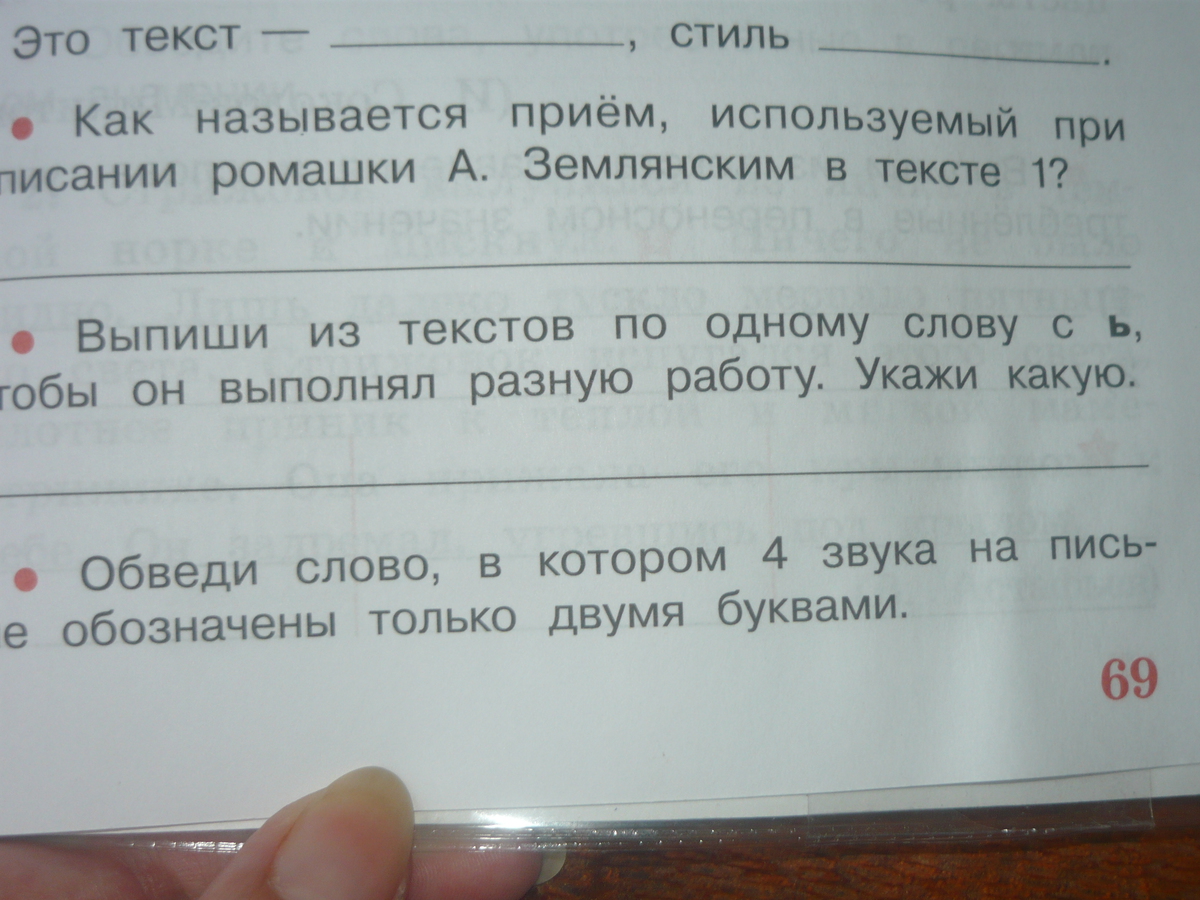 Это текст — ____________, стиль ____________.
• Как называется приём, используемый при
писании ромашки А. Землянским в тексте 1?
• Выпиши из текстов по одному слову с ь,
тобы он выполнял разную работу. Укажи какую.
• Обведи слово, в котором 4 звука на пись-
е обозначены только двумя буквами.
69